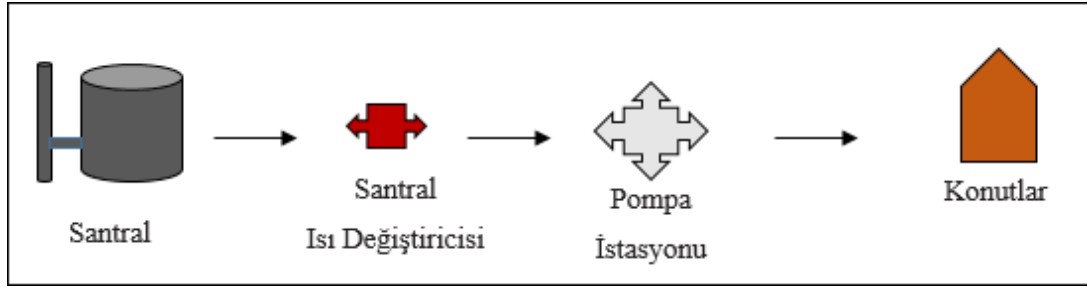 Santral
Santral
Isı Değiştiricisi
Pompa
İstasyonu
Konutlar